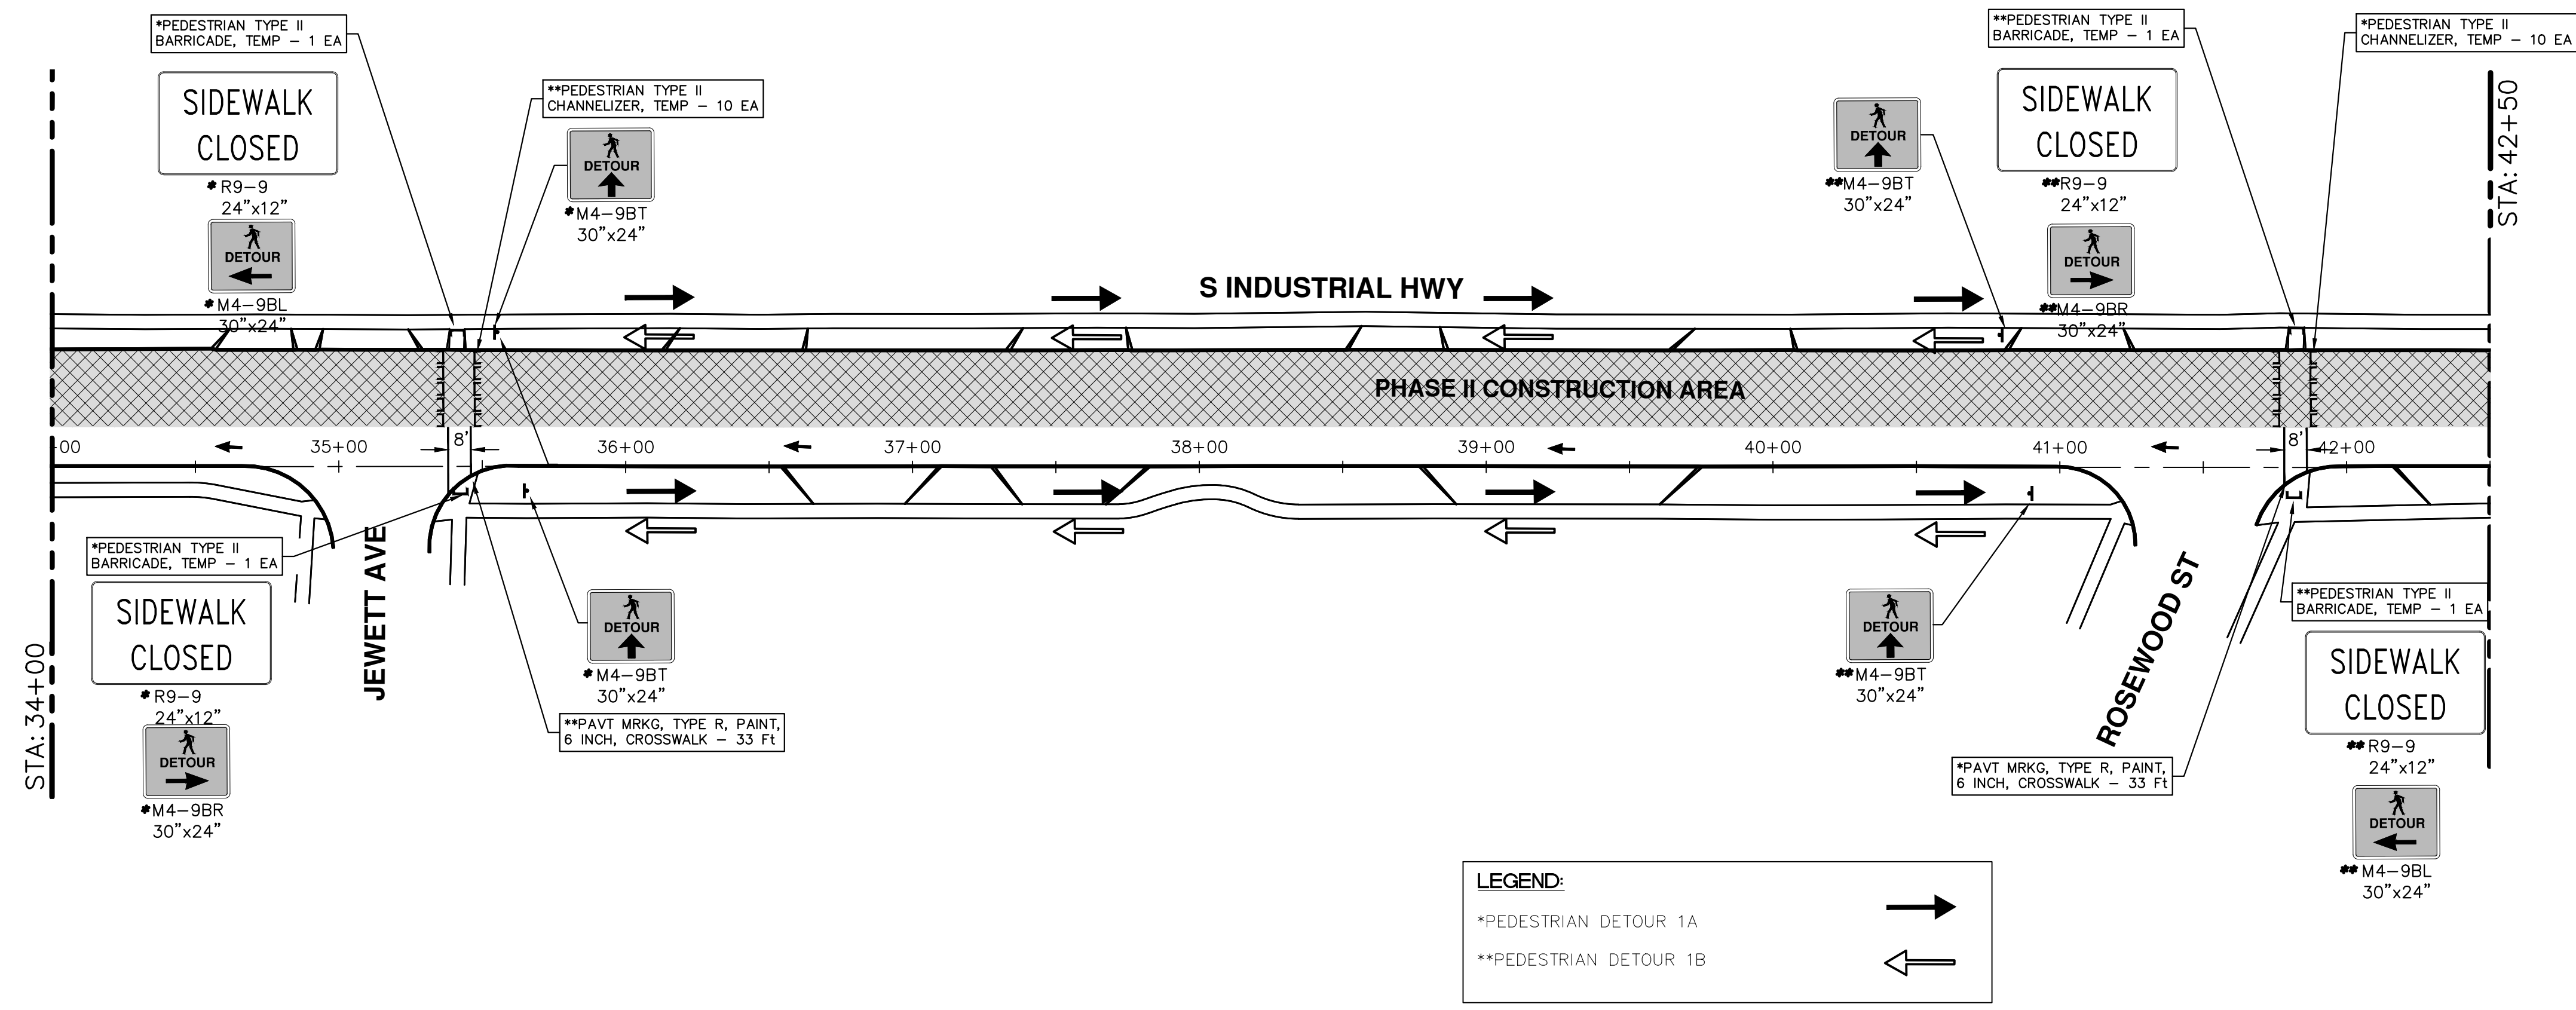 *PEDESTRIAN TYPE II
BARRICADE, TEMP – 1 EA
SIDEWALK
CLOSED
* R9–9
24”x12”
DETOUR
* M4–9BL
30”x24”
**PEDESTRIAN TYPE II
CHANNELIZER, TEMP – 10 EA
DETOUR
*M4–9BT
30”x24”
DETOUR
**M4–9BT
30”x24”
**PEDESTRIAN TYPE II
BARRICADE, TEMP – 1 EA
SIDEWALK
CLOSED
**R9–9
24”x12”
DETOUR
**M4–9BR
30”x24”
*PEDESTRIAN TYPE II
CHANNELIZER, TEMP – 10 EA
STA: 42+50
S INDUSTRIAL HWY
PHASE II CONSTRUCTION AREA
+00
35+00
8'
36+00
37+00
38+00
39+00
40+00
41+00
8'
42+00
STA: 34+00
*PEDESTRIAN TYPE II
BARRICADE, TEMP – 1 EA
SIDEWALK
CLOSED
* R9–9
24”x12”
DETOUR
*M4–9BR
30”x24”
JEWETT AVE
DETOUR
*M4–9BT
30”x24”
**PAVT MRKG, TYPE R, PAINT,
6 INCH, CROSSWALK – 33 Ft
DETOUR
**M4–9BT
30”x24”
ROSEWOOD ST
*PAVT MRKG, TYPE R, PAINT,
6 INCH, CROSSWALK – 33 Ft
**PEDESTRIAN TYPE II
BARRICADE, TEMP – 1 EA
SIDEWALK
CLOSED
** R9–9
24”x12”
DETOUR
** M4–9BL
30”x24”
LEGEND:
*PEDESTRIAN DETOUR 1A
**PEDESTRIAN DETOUR 1B